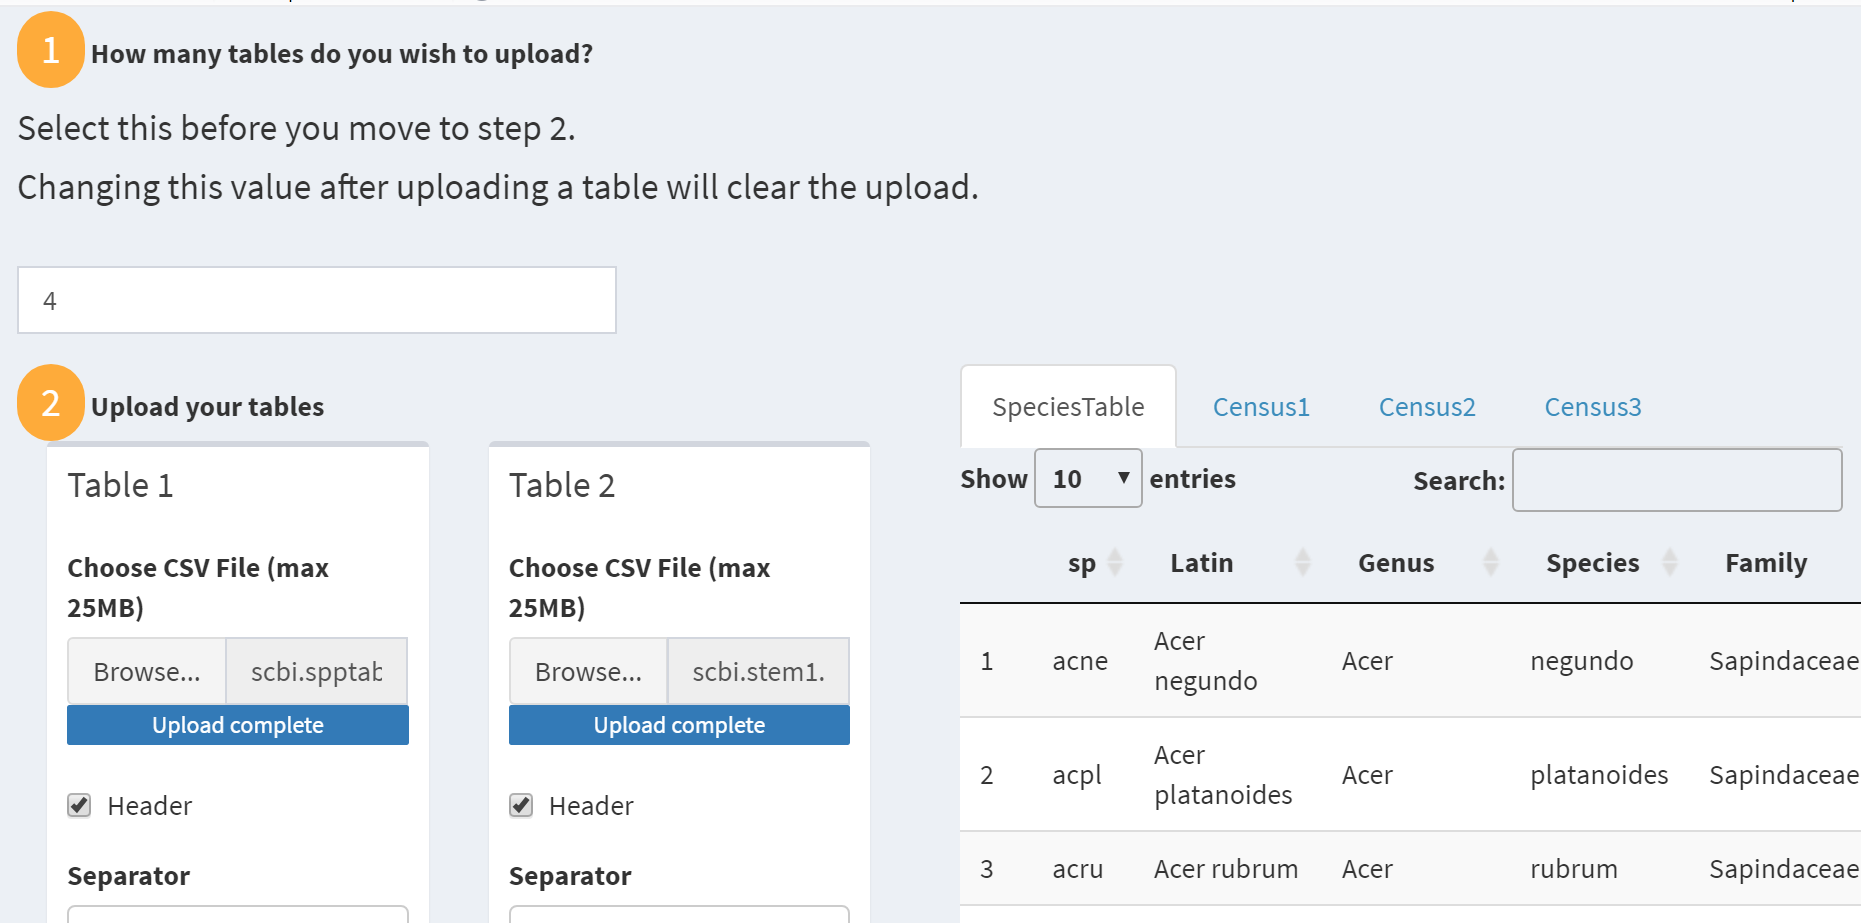 1 How many tables do you wish to upload?
Select this before you move to step 2.
Changing this value after uploading a table will clear the upload.
4
2 Upload your tables
Table 1
Choose CSV File (max
25MB)
Browse... scbi.spptab
Upload complete
Header
Separator
Table 2
Choose CSV File (max
25MB)
Browse... scbi.stem1.
Upload complete
Header
Separator
SpeciesTable Census1 Census2 Census3
Show 10 entries Search:
sp Latin Genus Species Family
1 acne Acer negundo Acer negundo Sapindaceae
2 acpl Acer platanoides Acer platanoides Sapindaceae
3 acru Acer rubrum Acer rubrum Sapindaceae